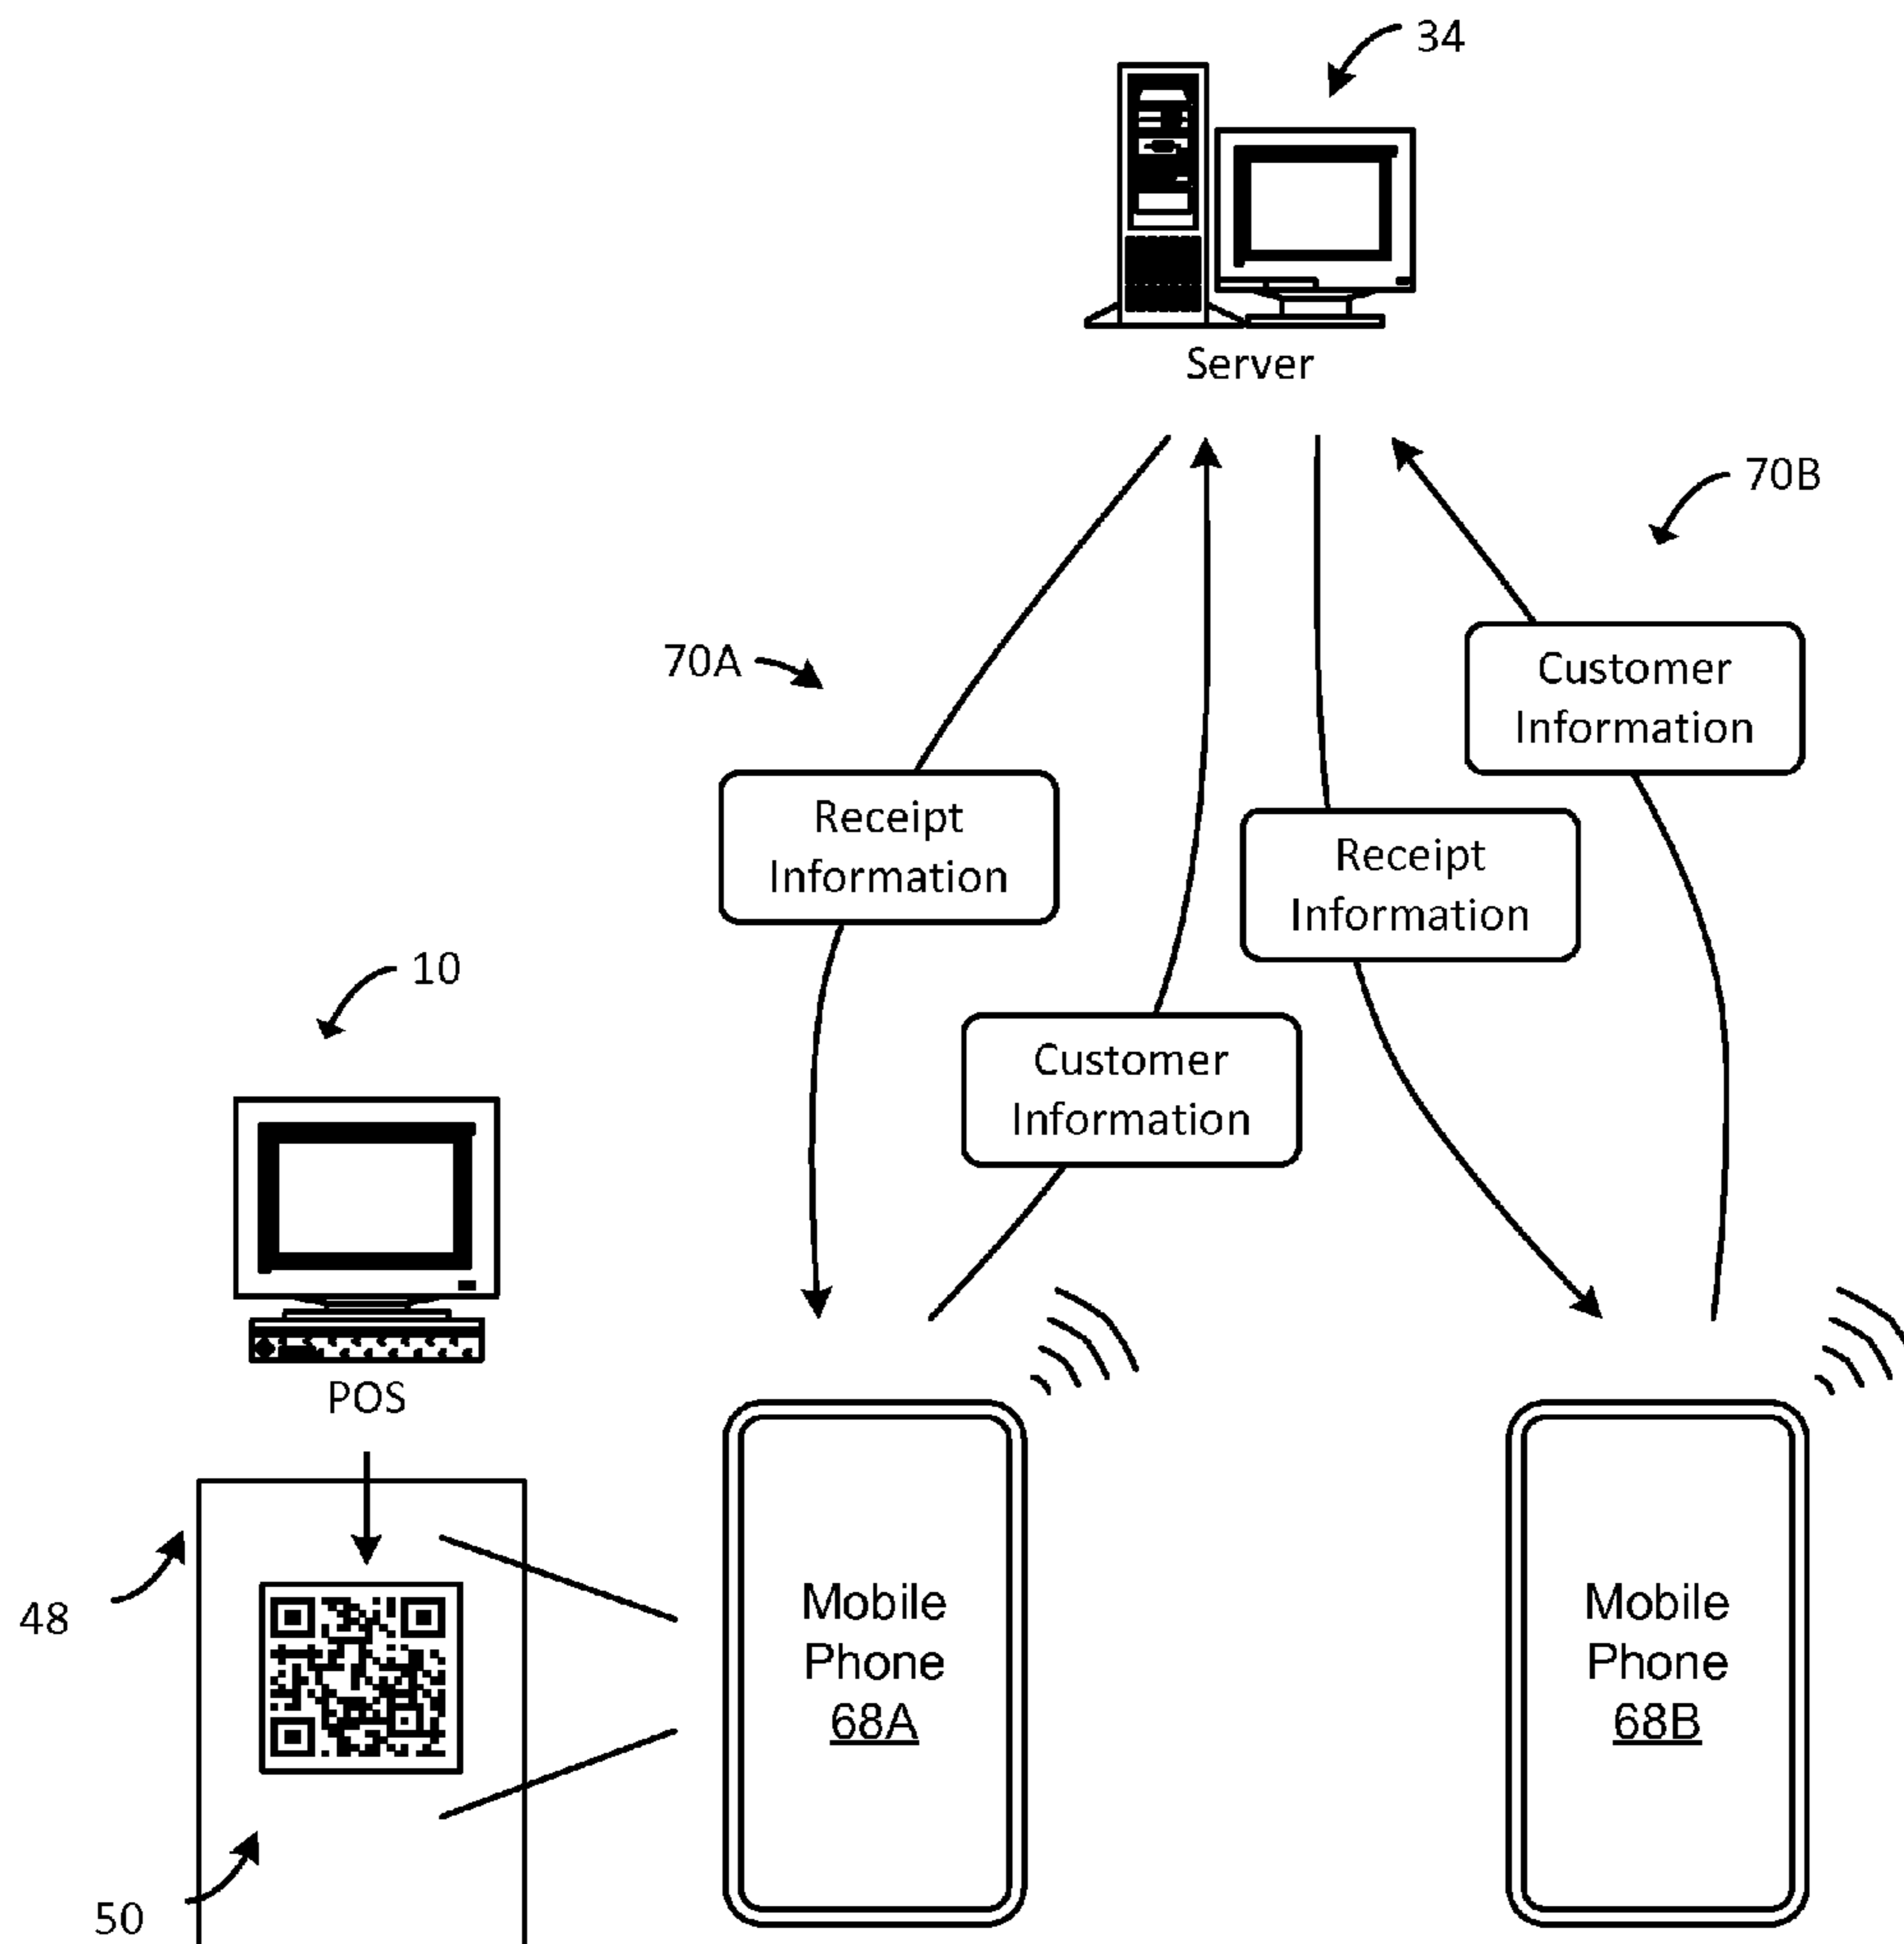 34
Server
70B
70A
Customer
Information
Receipt
Information
Receipt
Information
10
Customer
Information
POS
48
Mobile
Phone
68A
Mobile
Phone
68B
50